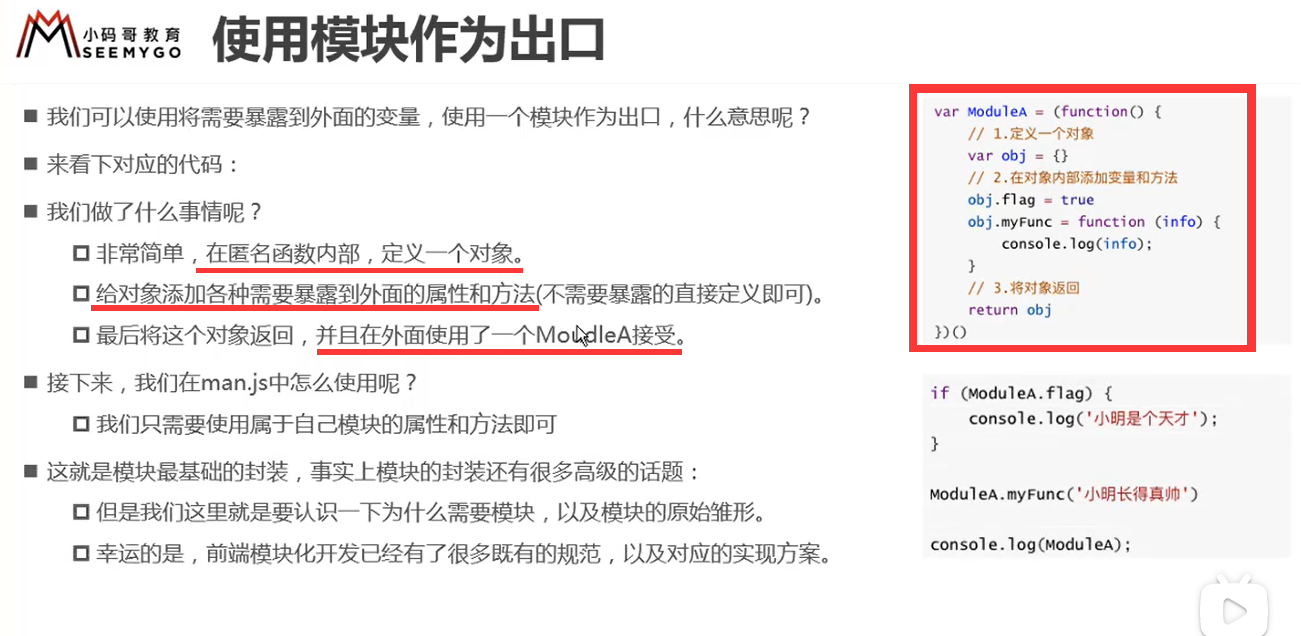 小码哥教育
SEEMYGO
使用模块作为出口
我们可以使用将需要暴露到外面的变量，使用一个模块作为出口，什么意思呢？
来看下对应的代码：
我们做了什么事情呢？
非常简单，在匿名函数内部，定义一个对象。
给对象添加各种需要暴露到外面的属性和方法(不需要暴露的直接定义即可)。
最后将这个对象返回，并且在外面使用了一个MoudleA接受。
接下来，我们在man.js中怎么使用呢？
我们只需要使用属于自己模块的属性和方法即可
这就是模块最基础的封装，事实上模块的封装还有很多高级的话题：
但是我们这里就是要认识一下为什么需要模块，以及模块的原始雏形。
幸运的是，前端模块化开发已经有了很多既有的规范，以及对应的实现方案。
var ModuleA = (function() {
// 1.定义一个对象
var obj = {}
// 2.在对象内部添加变量和方法
obj.flag = true
obj.myFunc = function (info) {
console.log(info);
}
// 3.将对象返回
return obj
})()
if (ModuleA.flag) {
console.log('小明是个天才');
}
ModuleA.myFunc('小明长得真帅')
console.log(ModuleA);